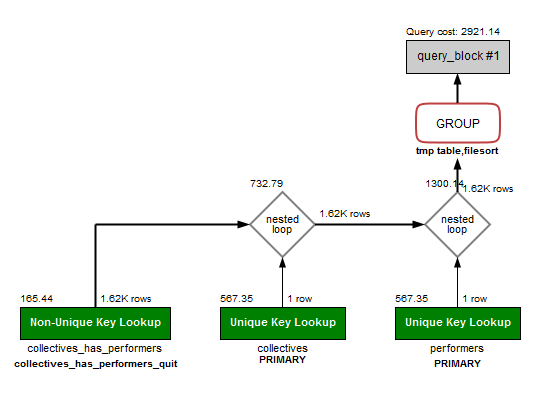 Query cost: 2921.14
query_block #1
GROUP
tmp table,filesort
732.79
1300.14
1.62K rows
nested
loop
1.62K rows
nested
loop
165.44
1.62K rows
567.35
1 row
567.35
1 row
Non-Unique Key Lookup
Unique Key Lookup
Unique Key Lookup
collectives_has_performers
collectives
performers
collectives_has_performers_quit
PRIMARY
PRIMARY